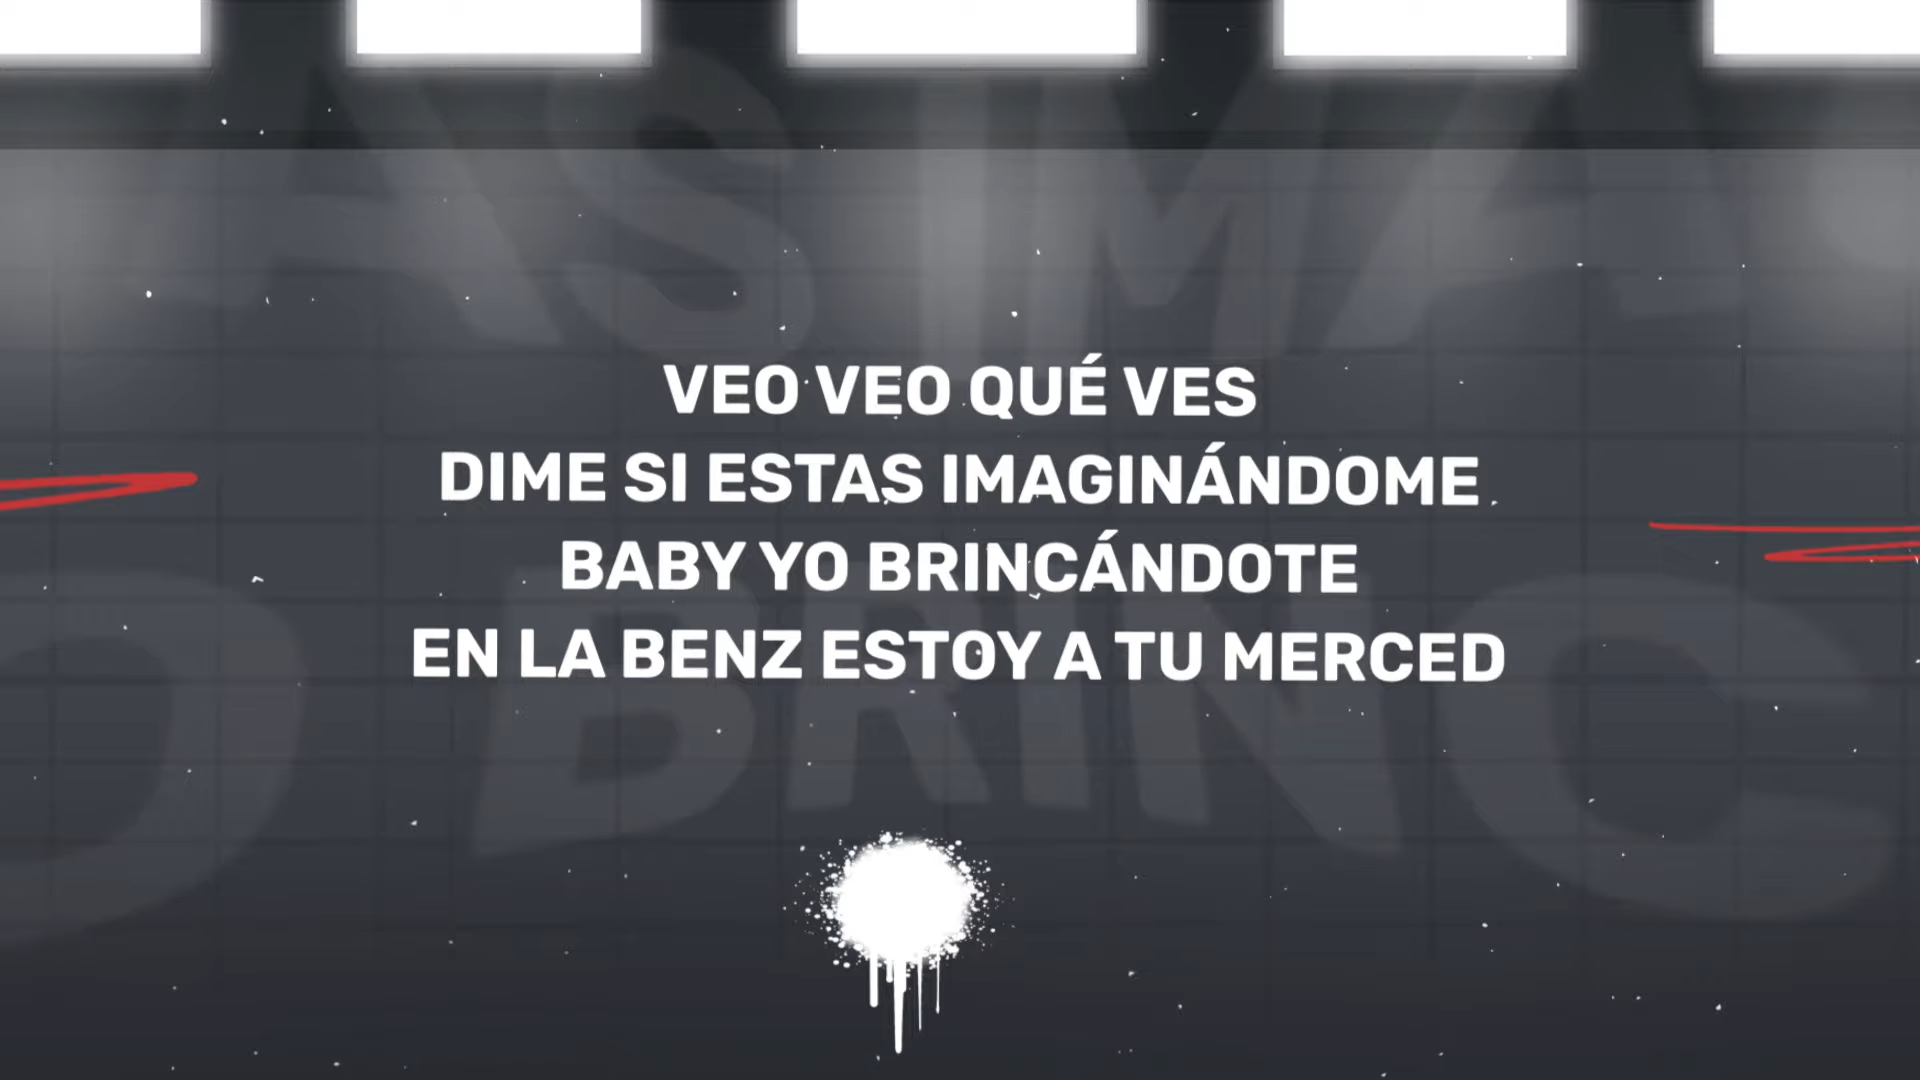 VEO VEO QUÉ VES
DIME SI ESTAS IMAGINÁNDOME
BABY YO BRINCÁNDOTE
EN LA BENZ ESTOY A TU MERCED